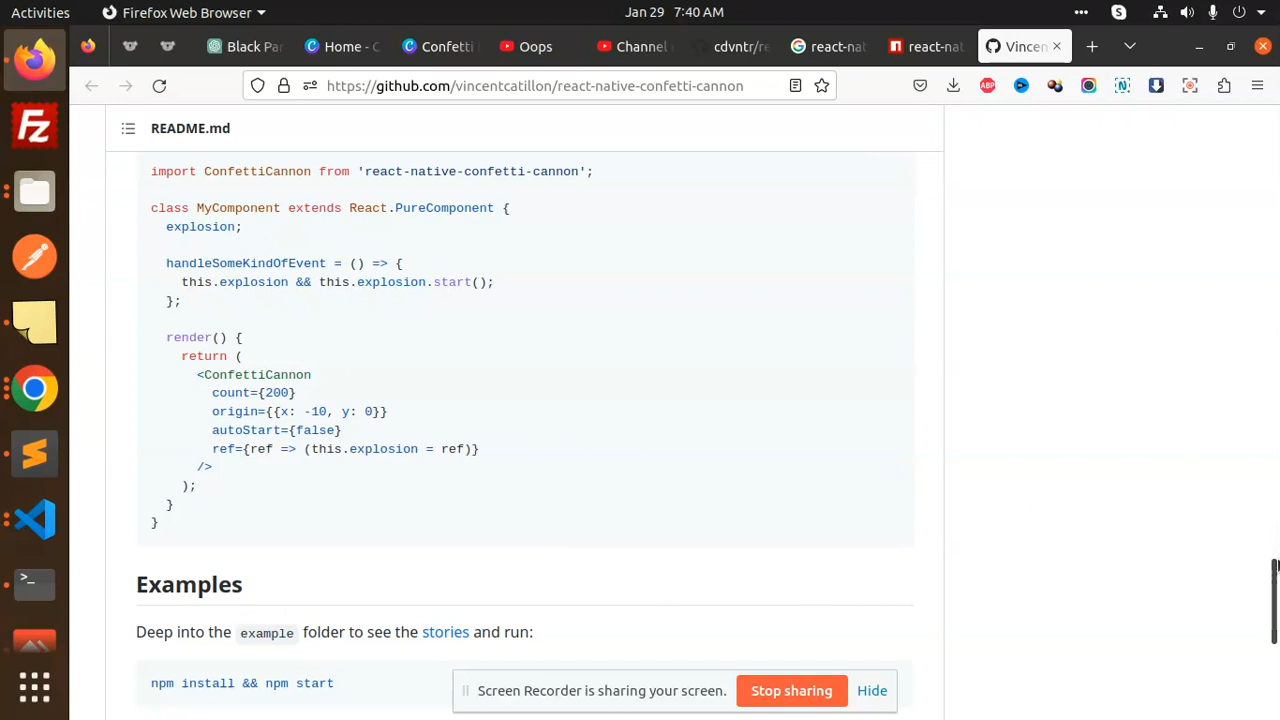 Activities
Firefox Web Browser
Jan 29 7:40 AM
Black Par
Home - C
Confetti
Oops
Channel
cdvntr/re
react-nat
react-nat
Vincen
https://github.com/vincentcatillon/react-native-confetti-cannon
README.md
import ConfettiCannon from 'react-native-confetti-cannon';
class MyComponent extends React.PureComponent {
explosion;
handleSomeKindOfEvent = () => {
this.explosion && this.explosion.start();
};
render() {
return (
<ConfettiCannon
count={200}
origin={{x: -10, y: 0}}
autoStart={false}
ref={ref => (this.explosion = ref)}
/>
);
}
}
Examples
Deep into the example folder to see the stories and run:
npm install && npm start
Screen Recorder is sharing your screen.
Stop sharing
Hide